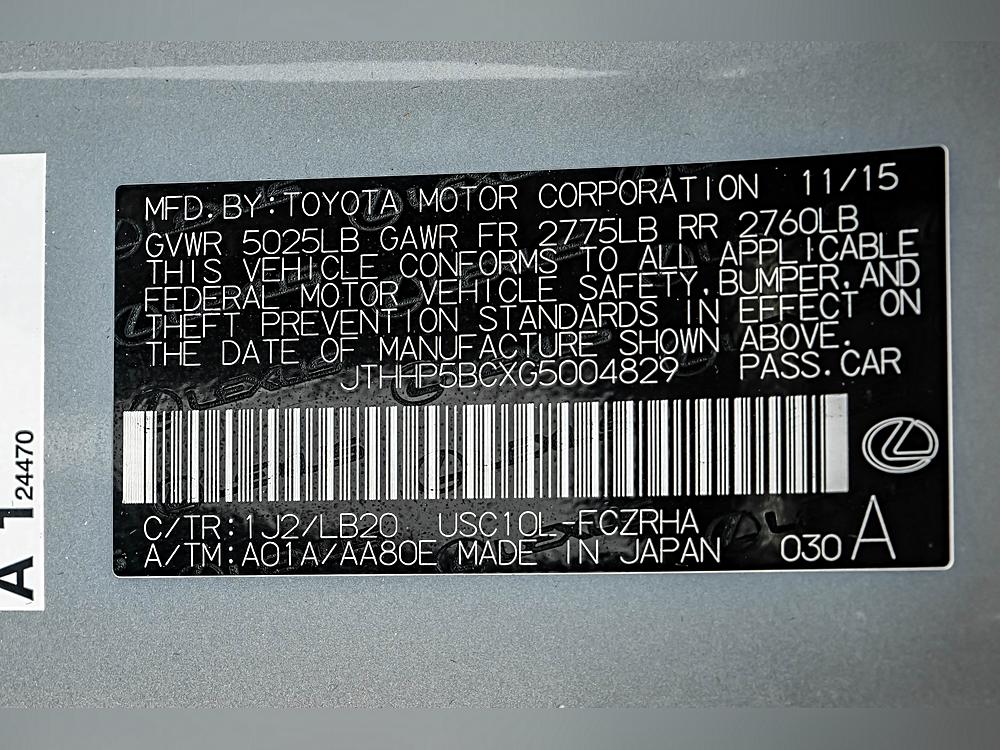 MFD. BY: TOYOTA MOTOR CORPORATION 11/15
GVWR 5025LB GAWR FR 2775LB RR 2760LB
THIS VEHICLE CONFORMS TO ALL APPLICABLE
FEDERAL MOTOR VEHICLE SAFETY, BUMPER, AND
THEFT PREVENTION STANDARDS IN EFFECT ON
THE DATE OF MANUFACTURE SHOWN ABOVE.
JTHHP5BCXG5004829 PASS. CAR
C/TR: 1J2/LB20 USC10L-FCZRHA
A/TM: A01A/AA80E MADE IN JAPAN 030 A
A 1 24470